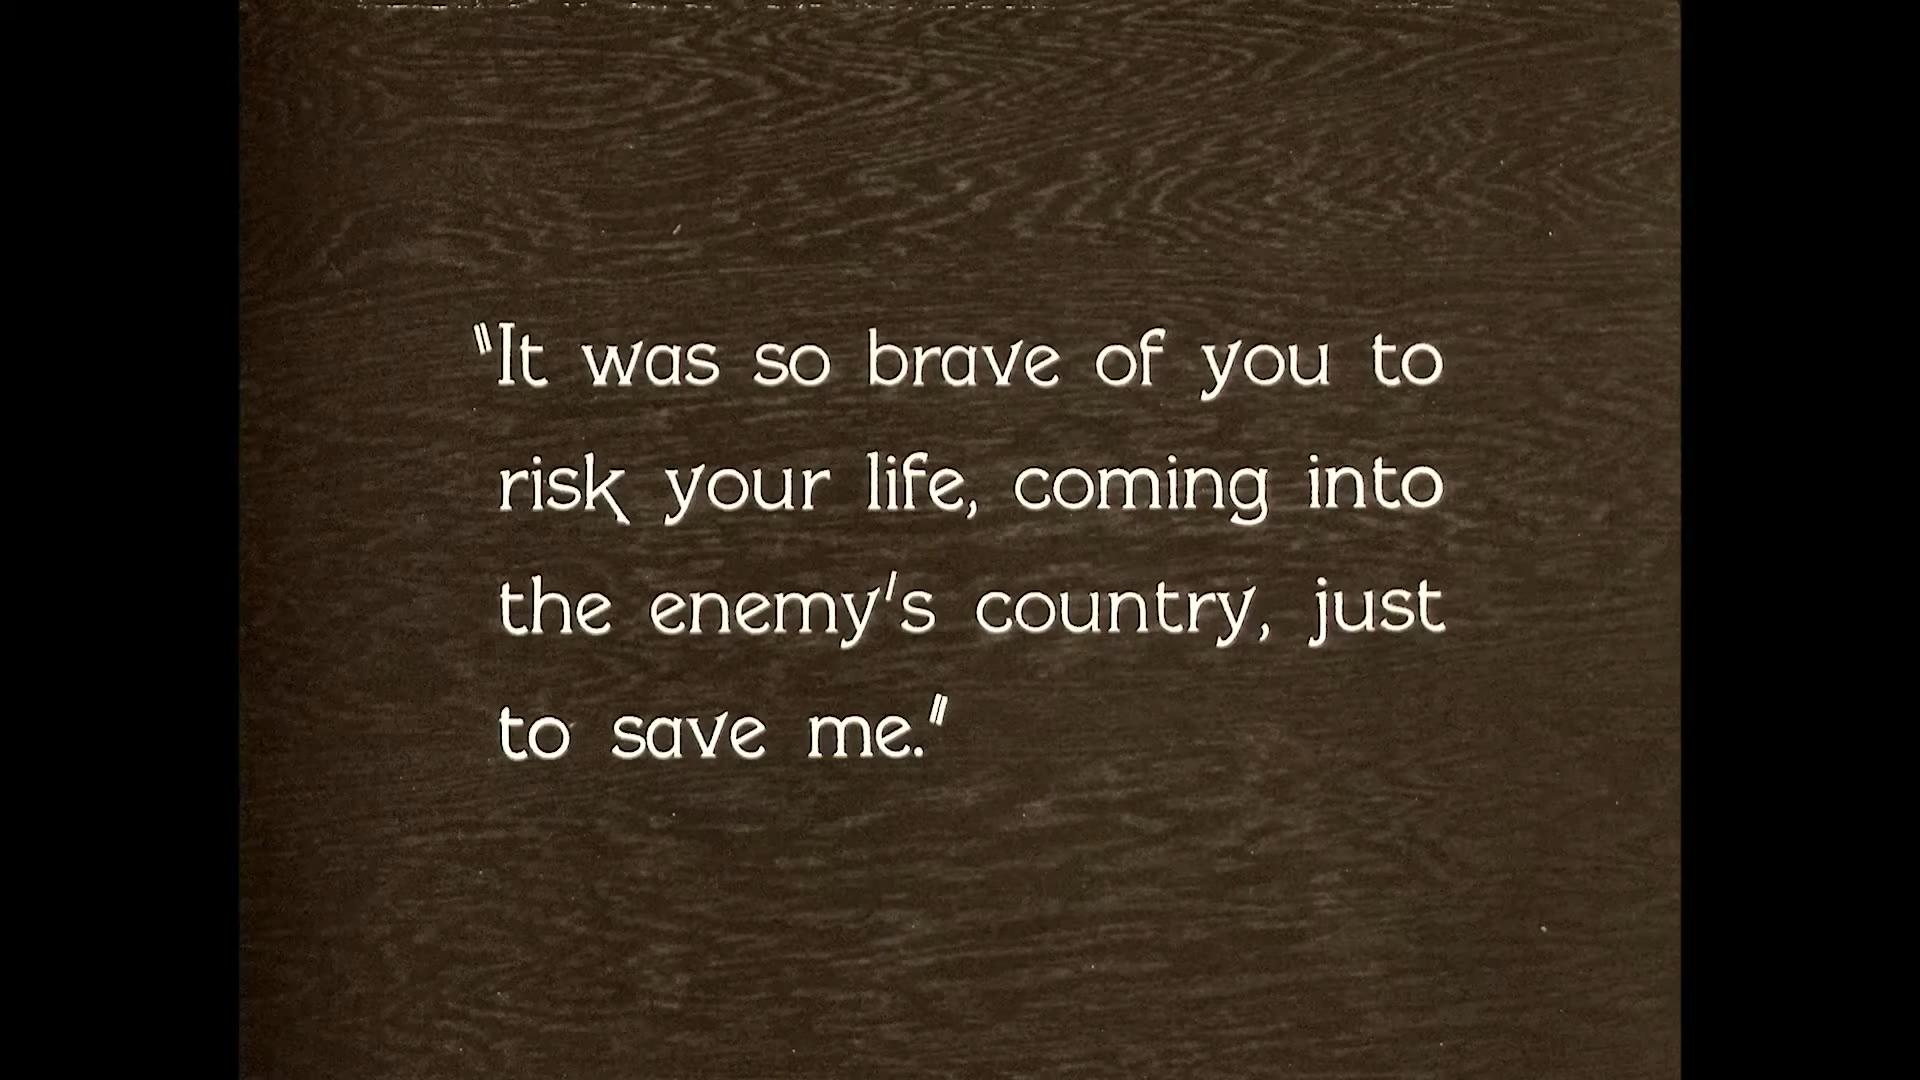 "It was so brave of you to
risk your life, coming into
the enemy's country, just
to save me."